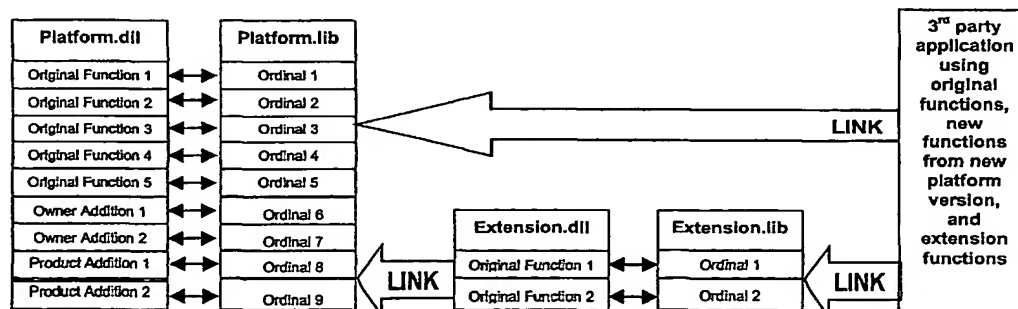 Platform.dll
Original Function 1
Original Function 2
Original Function 3
Original Function 4
Original Function 5
Owner Addition 1
Owner Addition 2
Product Addition 1
Product Addition 2
Platform.lib
Ordinal 1
Ordinal 2
Ordinal 3
Ordinal 4
Ordinal 5
Ordinal 6
Ordinal 7
Ordinal 8
Ordinal 9
LINK
LINK
Extension.dll
Original Function 1
Original Function 2
Extension.lib
Ordinal 1
Ordinal 2
LINK
3rd party
application
using
original
functions,
new
functions
from new
platform
version,
and
extension
functions